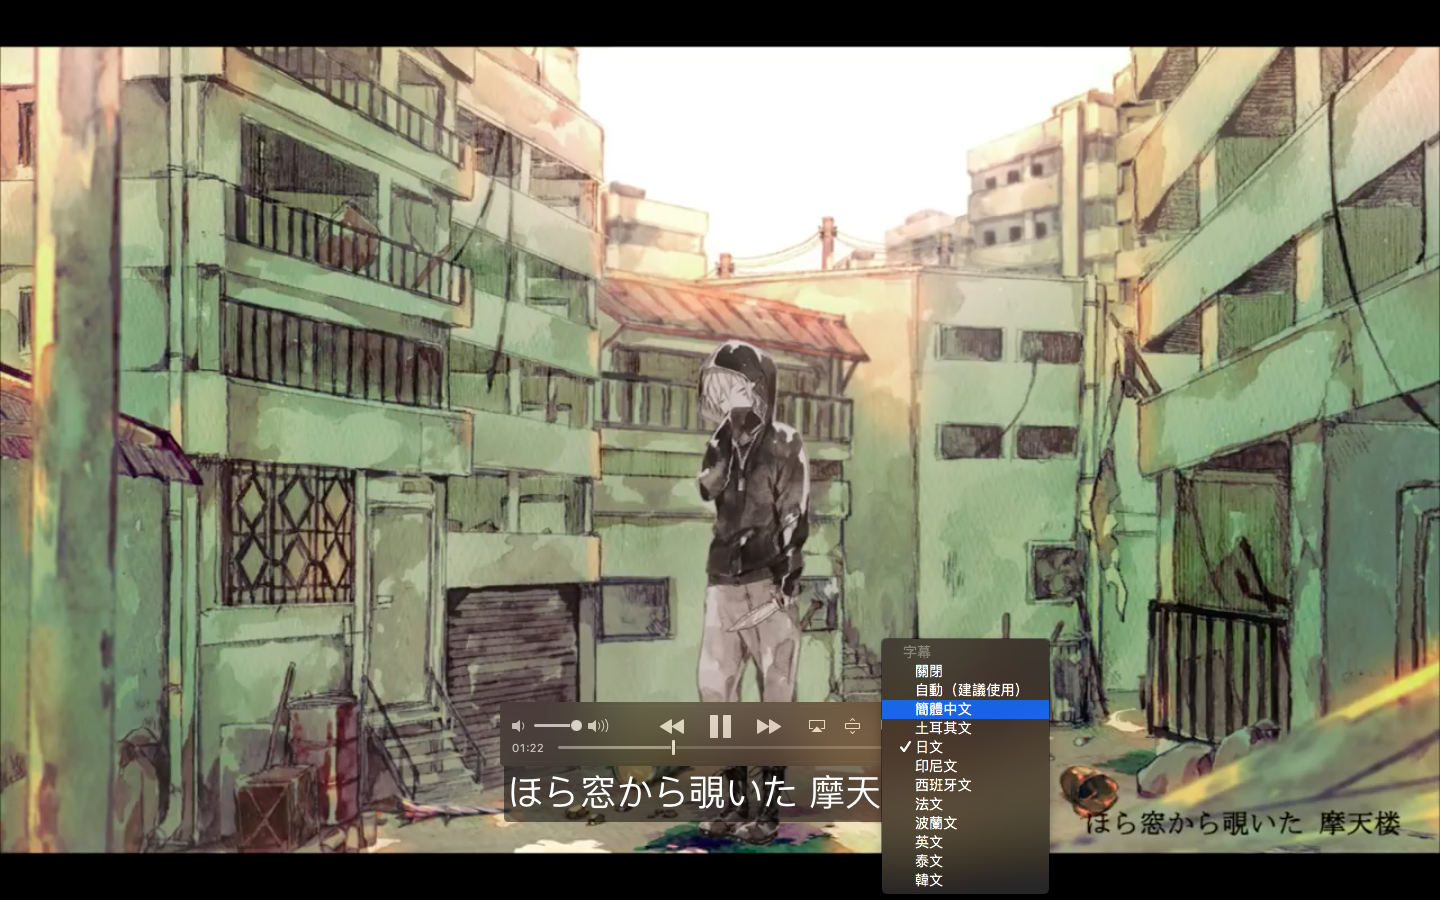 字幕
關閉
自動（建議使用）
簡體中文
土耳其文
✓日文
印尼文
西班牙文
法文
波蘭文
英文
泰文
韓文
01:22
ほら窓から覗いた 摩天
ほら窓から覗いた 摩天楼